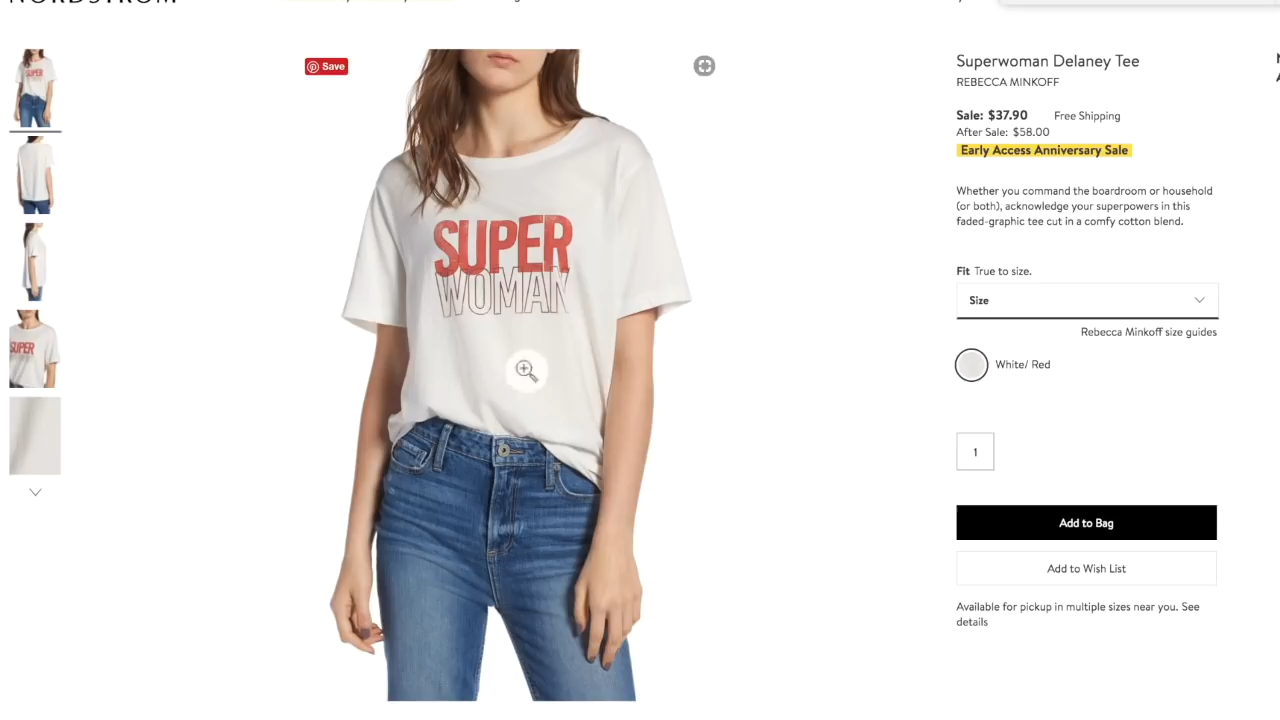 NORDSTROM
Save
SUPER
WOMAN
SUPER
SUPER
Superwoman Delaney Tee
REBECCA MINKOFF
Sale: $37.90 Free Shipping
After Sale: $58.00
Early Access Anniversary Sale
Whether you command the boardroom or household
(or both), acknowledge your superpowers in this
faded-graphic tee cut in a comfy cotton blend.
Fit True to size.
Size
Rebecca Minkoff size guides
White/ Red
1
Add to Bag
Add to Wish List
Available for pickup in multiple sizes near you. See
details